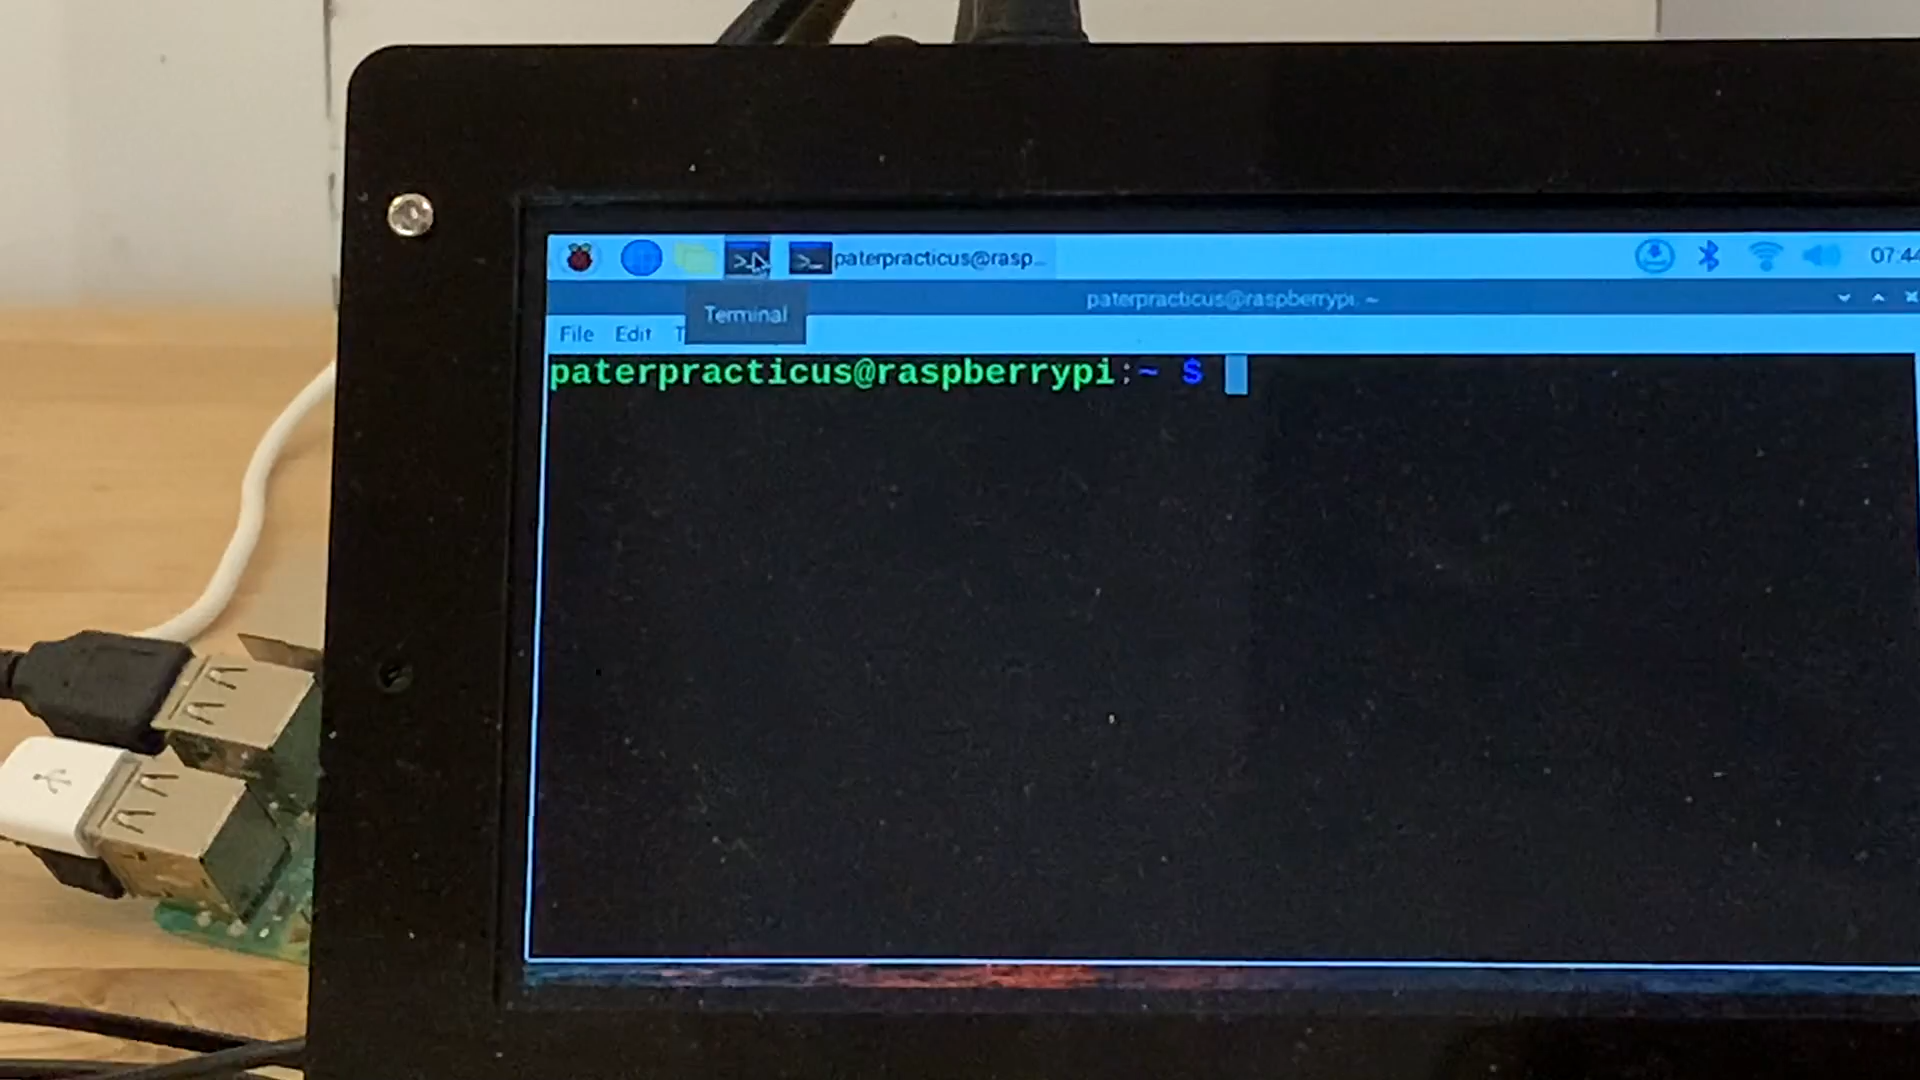 >_ >_ paterpracticus@rasp... 07:44
paterpracticus@raspberrypi: ~
Terminal
File Edit T
paterpracticus@raspberrypi:~ $